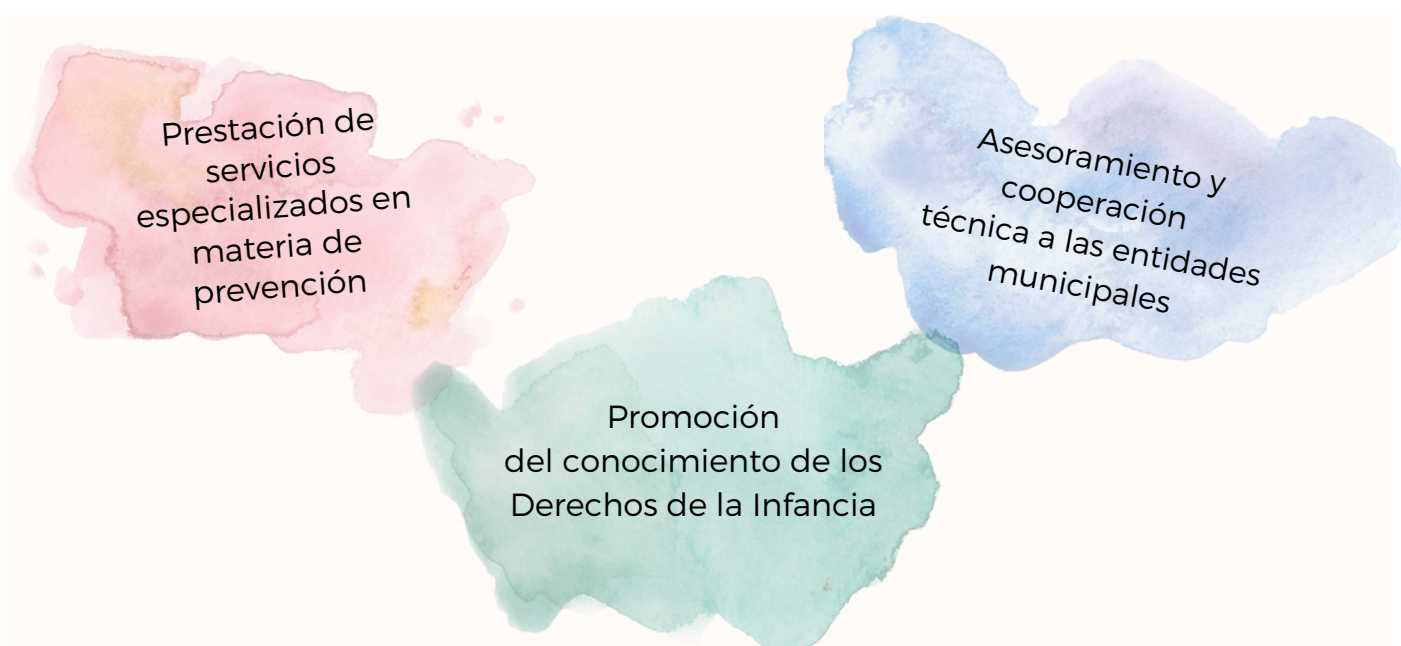 Prestación de
servicios
especializados en
materia de
prevención
Asesoramiento y
cooperación
técnica a las entidades
municipales
Promoción
del conocimiento de los
Derechos de la Infancia